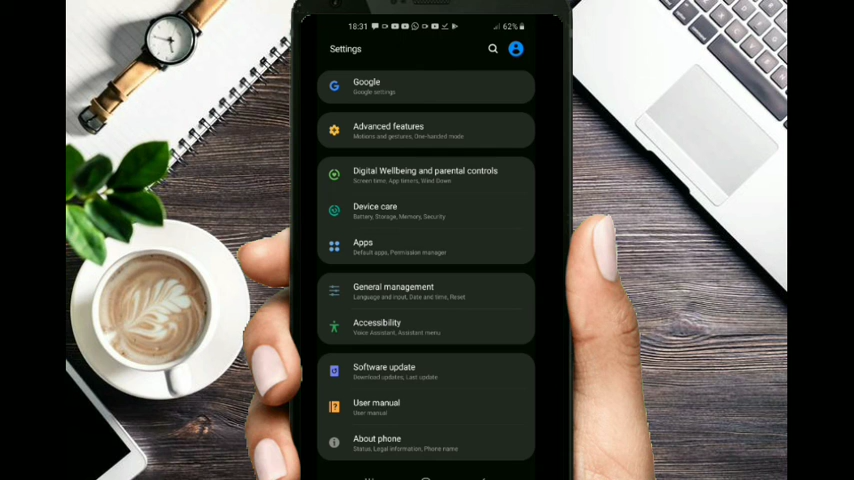 18:31
62%
Settings
Google
Google settings
Advanced features
Motions and gestures, One-handed mode
Digital Wellbeing and parental controls
Screen time, App timers, Wind Down
Device care
Battery, Storage, Memory, Security
Apps
Default apps, Permission manager
General management
Language and input, Date and time, Reset
Accessibility
Voice Assistant, Assistant menu
Software update
Download updates, Last update
User manual
User manual
About phone
Status, Legal information, Phone name